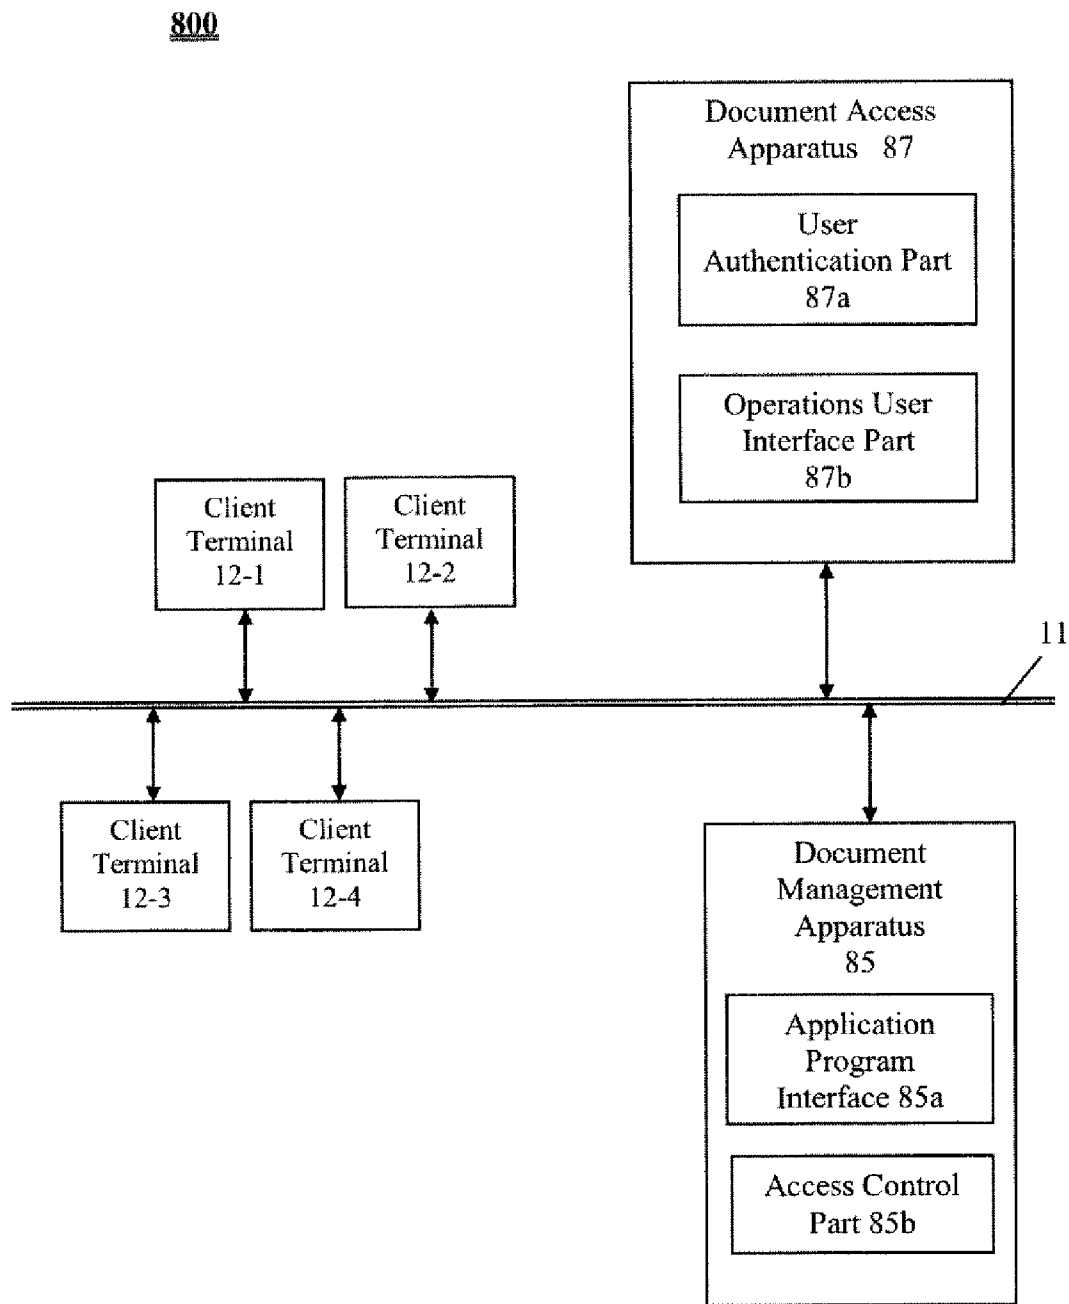 800
Document Access
Apparatus 87
User
Authentication Part
87a
Operations User
Interface Part
87b
Client
Terminal
12-1
Client
Terminal
12-2
11
Client
Terminal
12-3
Client
Terminal
12-4
Document
Management
Apparatus
85
Application
Program
Interface 85a
Access Control
Part 85b